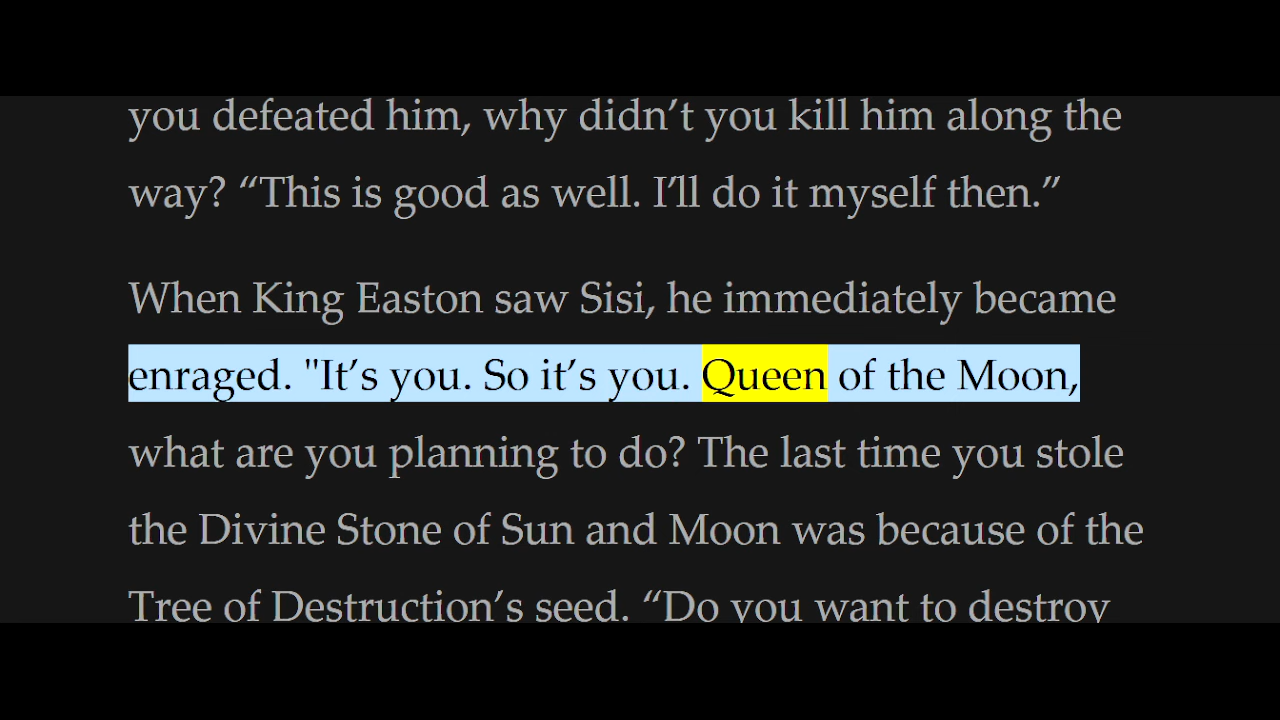 you defeated him, why didn’t you kill him along the
way? “This is good as well. I’ll do it myself then.”
When King Easton saw Sisi, he immediately became
enraged. "It’s you. So it’s you. Queen of the Moon,
what are you planning to do? The last time you stole
the Divine Stone of Sun and Moon was because of the
Tree of Destruction’s seed. “Do you want to destroy